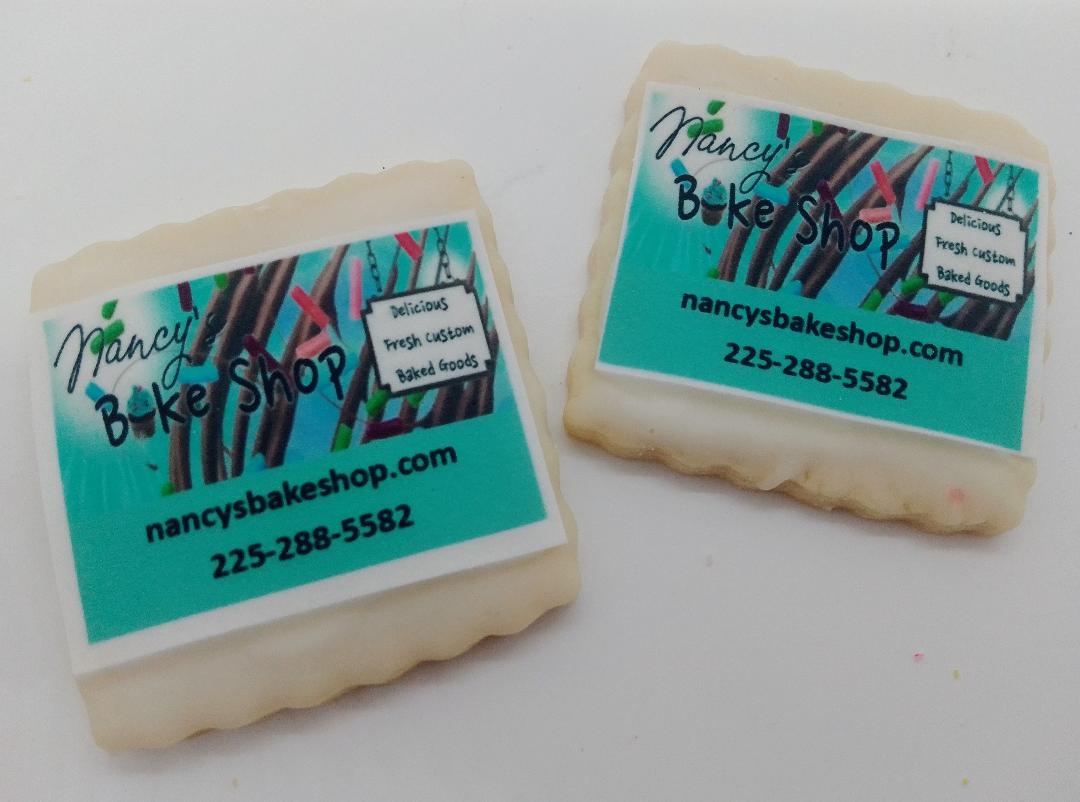 Nancy's
Bake Shop
Delicious
Fresh custom
Baked Goods
nancysbakeshop.com
225-288-5582
Nancy's
Bake Shop
Delicious
Fresh custom
Baked Goods
nancysbakeshop.com
225-288-5582